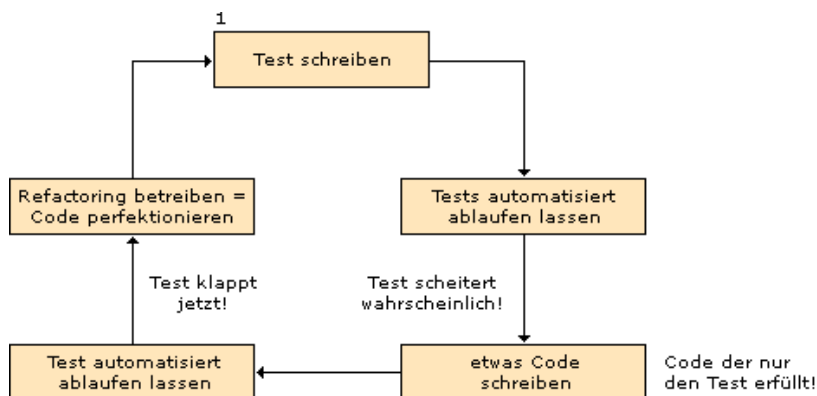 1
Test schreiben
Refactoring betreiben =
Code perfektionieren
Tests automatisiert
ablaufen lassen
Test klappt
jetzt!
Test scheitert
wahrscheinlich!
Test automatisiert
ablaufen lassen
etwas Code
schreiben
Code der nur
den Test erfüllt!